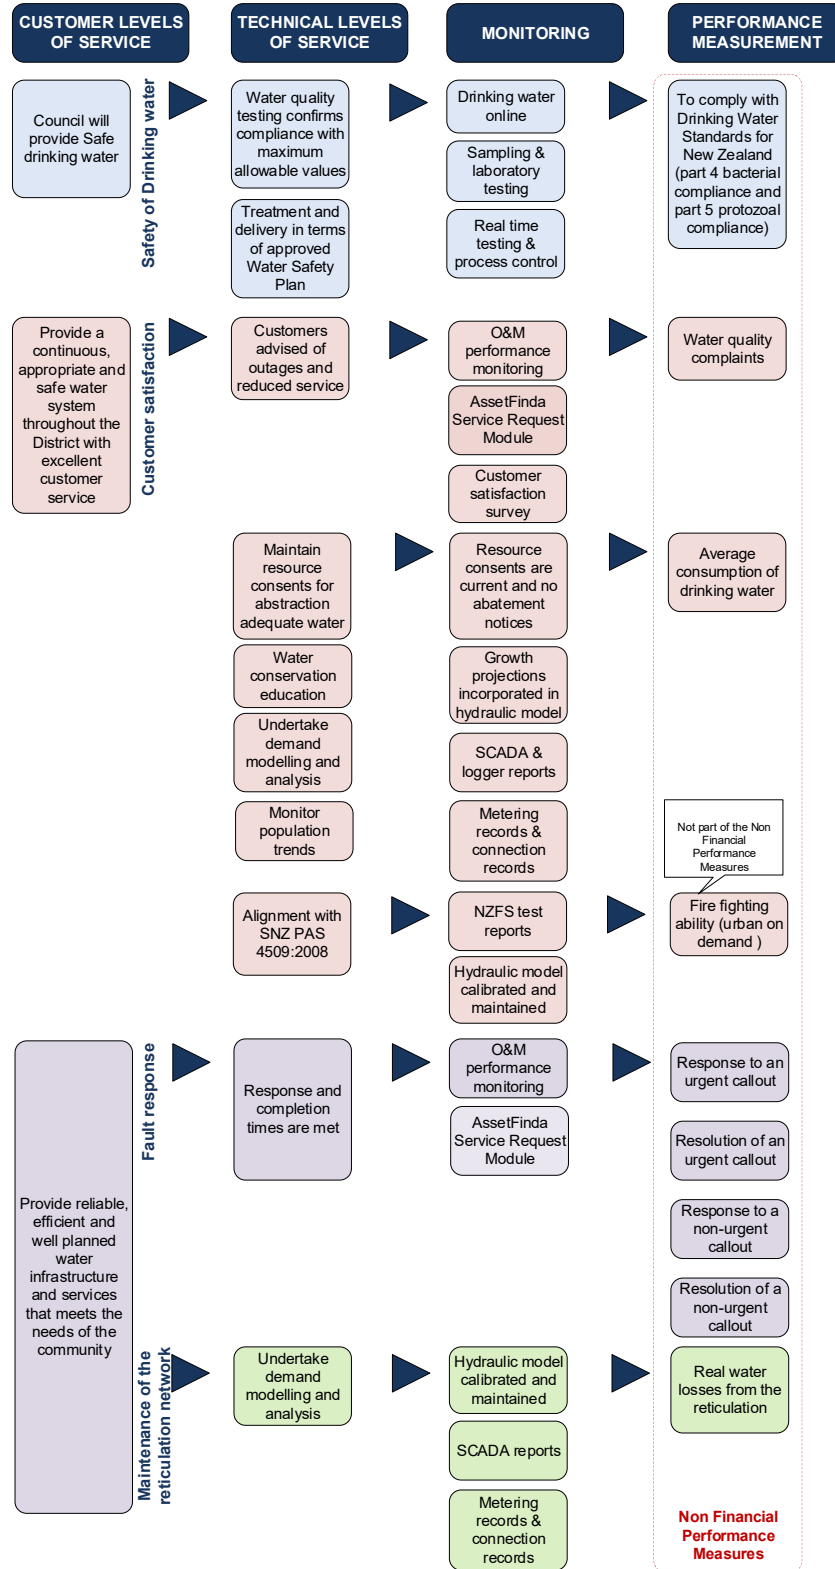 CUSTOMER LEVELS
OF SERVICE
TECHNICAL LEVELS
OF SERVICE
MONITORING
PERFORMANCE
MEASUREMENT
Council will
provide Safe
drinking water
Safety of Drinking water
Water quality
testing confirms
compliance with
maximum
allowable values
Treatment and
delivery in terms
of approved
Water Safety
Plan
Drinking water
online
Sampling &
laboratory
testing
Real time
testing &
process control
To comply with
Drinking Water
Standards for
New Zealand
(part 4 bacterial
compliance and
part 5 protozoal
compliance)
Provide a
continuous,
appropriate and
safe water
system
throughout the
District with
excellent
customer
service
Customer satisfaction
Customers
advised of
outages and
reduced service
O&M
performance
monitoring
AssetFinda
Service Request
Module
Customer
satisfaction
survey
Water quality
complaints
Maintain
resource
consents for
abstraction
adequate water
Water
conservation
education
Undertake
demand
modelling and
analysis
Monitor
population
trends
Resource
consents are
current and no
abatement
notices
Growth
projections
incorporated in
hydraulic model
SCADA &
logger reports
Metering
records &
connection
records
Average
consumption of
drinking water
Not part of the Non
Financial
Performance
Measures
Alignment with
SNZ PAS
4509:2008
NZFS test
reports
Hydraulic model
calibrated and
maintained
Fire fighting
ability (urban on
demand )
Provide reliable,
efficient and
well planned
water
infrastructure
and services
that meets the
needs of the
community
Fault response
Response and
completion
times are met
O&M
performance
monitoring
AssetFinda
Service Request
Module
Response to an
urgent callout
Resolution of an
urgent callout
Response to a
non-urgent
callout
Resolution of a
non-urgent
callout
Maintenance of the
reticulation network
Undertake
demand
modelling and
analysis
Hydraulic model
calibrated and
maintained
SCADA reports
Metering
records &
connection
records
Real water
losses from the
reticulation
Non Financial
Performance
Measures